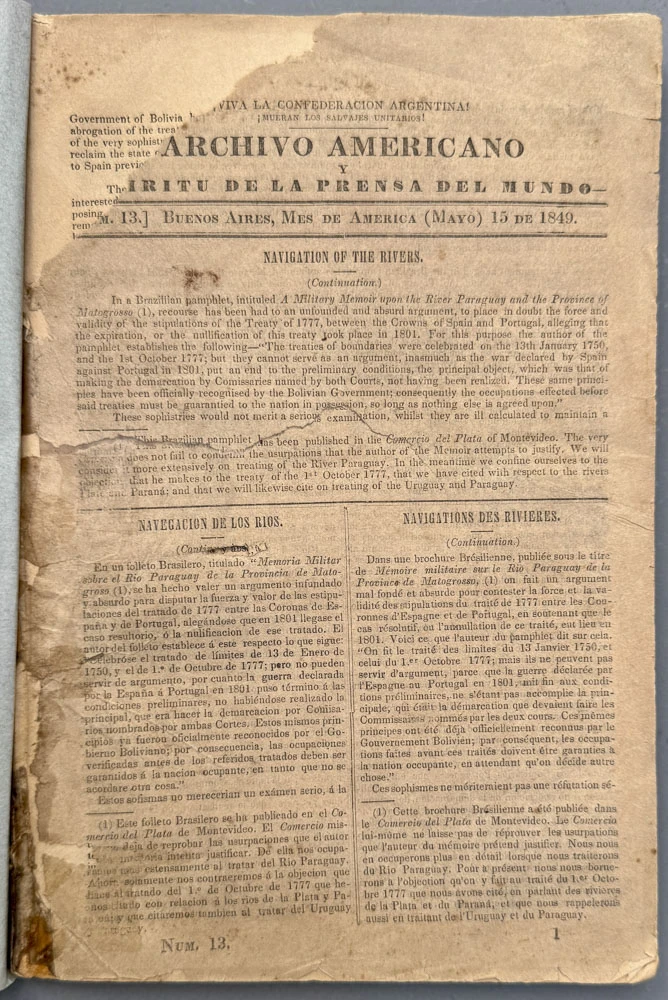 ¡VIVA LA CONFEDERACION ARGENTINA!
¡MUERAN LOS SALVAJES UNITARIOS!
Government of Bolivia
abrogation of the trea
of the very sophist
reclaim the state
to Spain previ
The
interested
posing
rem
ARCHIVO AMERICANO
Y
IRITU DE LA PRENSA DEL MUNDO
M. 13.] BUENOS AIRES, MES DE AMERICA (MAYO) 15 DE 1849.
NAVIGATION OF THE RIVERS.
(Continuation.)
In a Brazilian pamphlet, intituled A Military Memoir upon the River Paraguay and the Province of
Matogrosso (1), recourse has been had to an unfounded and absurd argument, to place in doubt the force and
validity of the stipulations of the Treaty of 1777, between the Crowns of Spain and Portugal, alleging that
the expiration, or the nullification of this treaty took place in 1801. For this purpose the author of the
pamphlet establishes the following—"The treaties of boundaries were celebrated on the 13th January 1750,
and the 1st October 1777; but they cannot serve as an argument, inasmuch as the war declared by Spain
against Portugal in 1801, put an end to the preliminary conditions, the principal object, which was that of
making the demarcation by Comissaries named by both Courts, not having been realized. These same princi-
ples have been officially recognised by the Bolivian Government; consequently the occupations effected before
said treaties must be guarantied to the nation in possession, so long as nothing else is agreed upon."
These sophistries would not merit a serious examination, whilst they are ill calculated to maintain a
This Brazilian pamphlet has been published in the Comercio del Plata of Montevideo. The very
does not fail to condemn the usurpations that the author of the Memoir attempts to justify. We will
more extensively on treating of the River Paraguay. In the meantime we confine ourselves to the
that he makes to the treaty of the 1st October 1777, that we have cited with respect to the rivers
Plate and Paraná; and that we will likewise cite on treating of the Uruguay and Paraguay.
NAVEGACION DE LOS RIOS.
En un folleto Brasilero, titulado "Memoria Militar
sobre el Rio Paraguay de la Provincia de Mato-
groso (1), se ha hecho valer un argumento infundado
y absurdo para disputar la fuerza y valor de las estipu-
laciones del tratado de 1777 entre las Coronas de Es-
paña y de Portugal, alegándose que en 1801 llegase el
caso resultorio, ó la nulificacion de ese tratado. El
autor del folleto establece á este respecto lo que sigue:
celebróse el tratado de límites de 13 de Enero de
1750, y el de 1.º de Octubre de 1777; pero no pueden
servir de argumento, por cuanto la guerra declarada
por la España á Portugal en 1801 puso término á las
condiciones preliminares, no habiéndose realizado la
principal, que era hacer la demarcacion por Comisa-
rios nombrados por ambas Cortes. Estos mismos prin-
cipios ya fueron oficialmente reconocidos por el Go-
bierno Boliviano; por consecuencia, las ocupaciones
verificadas antes de los referidos tratados deben ser
garantidos á la nacion ocupante, en tanto que no se
acordare otra cosa."
Estos sofismas no merecerian un exámen serio, á la
(1) Este folleto Brasilero se ha publicado en el Co-
mercio del Plata de Montevideo. El Comercio mis-
deja de reprobar las usurpaciones que el autor
intenta justificar. De ella nos ocupa-
estensamente al tratar del Rio Paraguay.
solamente nos contraeremos á la objecion que
al tratado del 1.º de Octubre de 1777 que he-
con relacion á los rios de la Plata y Pa-
y que citaremos tambien al tratar del Uruguay
NAVIGATIONS DES RIVIERES.
(Continuation.)
Dans une brochure Brésilienne, publiée sous le titre
de Mémoire militaire sur le Rio Paraguay de la
Province de Matogrosso, (1) on fait un argument
mal fondé et absurde pour contester la force et la va-
lidité des stipulations du traité de 1777 entre les Cou-
ronnes d'Espagne et de Portugal, en soutenant que le
cas résolutif, ou l'annullation de ce traité, eut lieu en
1801. Voici ce que l'auteur du pamphlet dit sur cela.
"On fit le traité des limites du 13 Janvier 1750, et
celui du 1.er Octobre 1777; mais ils ne peuvent pas
servir d'argument, parce que la guerre déclarée par
l'Espagne au Portugal en 1801, mit fin aux condi-
tions préliminaires, ne s'étant pas accomplie la prin-
cipale, qui était la démarcation que devaient faire les
Commissaires nommés par les deux cours. Ces mêmes
principes ont été déjà officiellement reconnus par le
Gouvernement Bolivien; par conséquent, les occupa-
tions faites avant ces traités doivent être garanties à
la nation occupante, en attendant qu'on décide autre
chose."
Ces sophismes ne mériteraient pas une réfutation sé-
(1) Cette brochure Brésilienne a été publiée dans
le Comercio del Plata de Montevideo. Le Comercio
lui-même ne laisse pas de réprouver les usurpations
que l'auteur du mémoire prétend justifier. Nous nous
en occuperons plus en détail lorsque nous traiterons
du Rio Paraguay. Pour à présent nous nous borne-
rons à l'objection qu'on y fait au traité du 1.er Octo-
bre 1777 que nous avons cité, en parlant des rivières
de la Plata et du Paraná, et que nous rappelerons
aussi en traitant de l'Uruguay et du Paraguay.
NUM. 13.
1